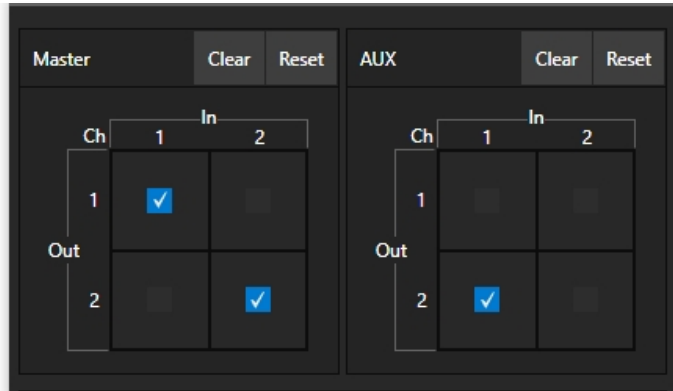 Master Clear Reset
In
Ch 1 2
1
Out
2
AUX Clear Reset
In
Ch 1 2
1
Out
2